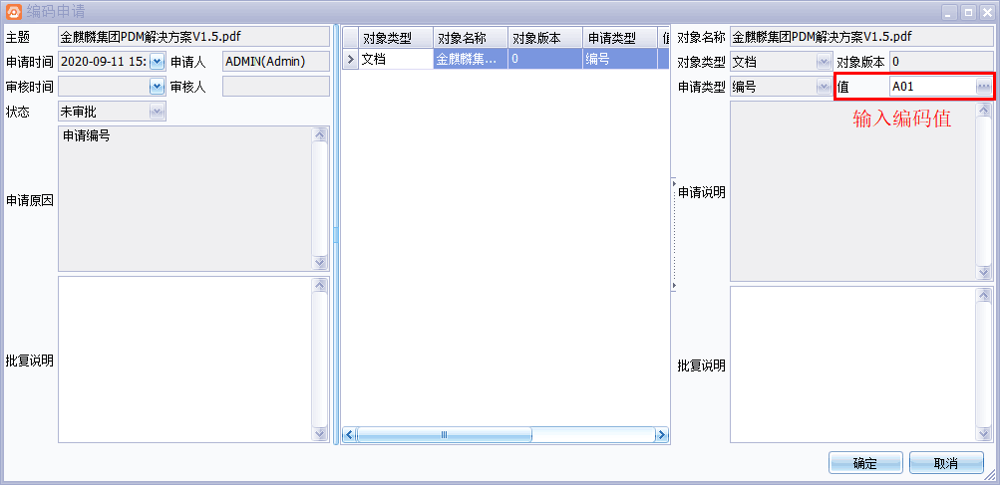 编码申请
主题 金麒麟集团PDM解决方案V1.5.pdf
申请时间 2020-09-11 15: 申请人 ADMIN(Admin)
审核时间 审核人
状态 未审批
申请原因 申请编号
批复说明
对象类型 对象名称 对象版本 申请类型 值
文档 金麒麟集... 0 编号
对象名称 金麒麟集团PDM解决方案V1.5.pdf
对象类型 文档 对象版本 0
申请类型 编号 值 A01
输入编码值
申请说明
批复说明
确定 取消